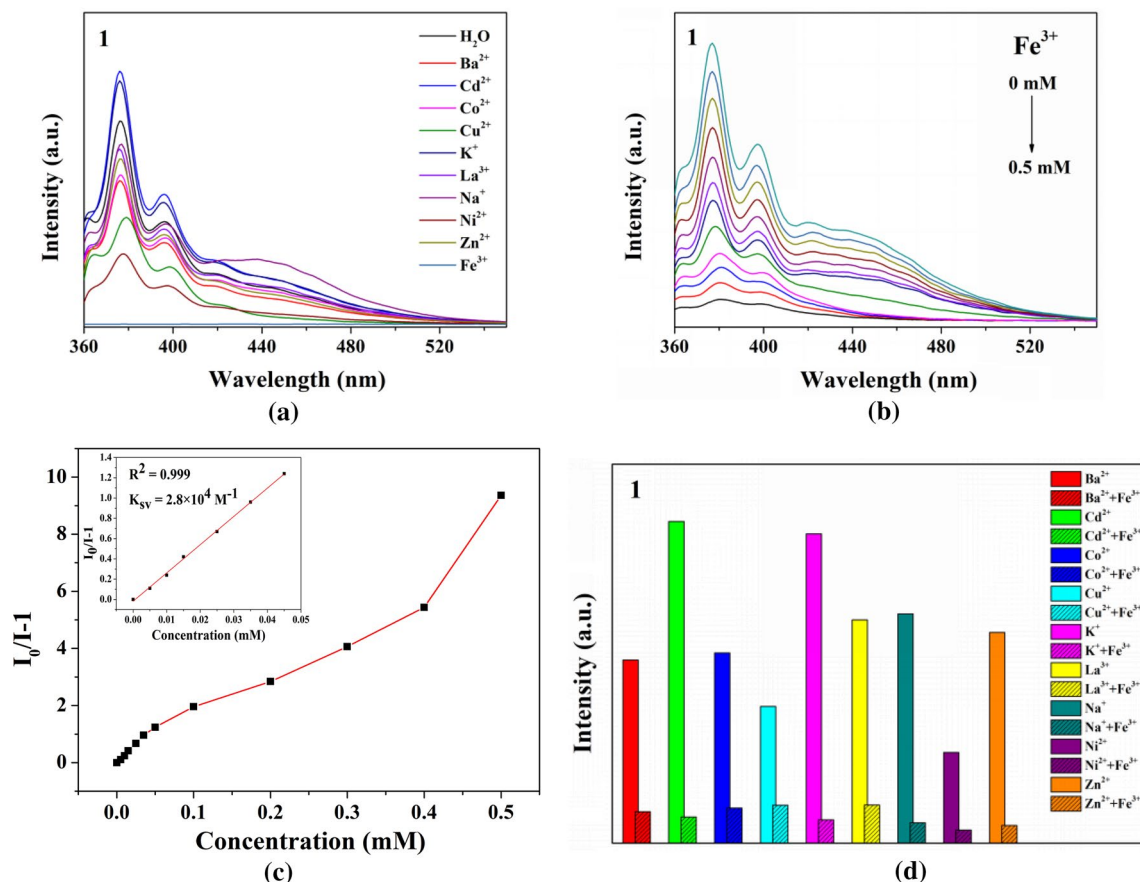 1
H₂O
Ba²⁺
Cd²⁺
Co²⁺
Cu²⁺
K⁺
La³⁺
Na⁺
Ni²⁺
Zn²⁺
Fe³⁺
Intensity (a.u.)
360 400 440 480 520
Wavelength (nm)
(a)
1
Fe³⁺
0 mM
0.5 mM
Intensity (a.u.)
360 400 440 480 520
Wavelength (nm)
(b)
I₀/I-1
10
8
6
4
2
0
0.0 0.1 0.2 0.3 0.4 0.5
Concentration (mM)
R² = 0.999
K_SV = 2.8×10⁴ M⁻¹
I₀/I-1
1.4
1.2
1.0
0.8
0.6
0.4
0.2
0.0
0.00 0.01 0.02 0.03 0.04 0.05
Concentration (mM)
(c)
1
Ba²⁺
Ba²⁺+Fe³⁺
Cd²⁺
Cd²⁺+Fe³⁺
Co²⁺
Co²⁺+Fe³⁺
Cu²⁺
Cu²⁺+Fe³⁺
K⁺
K⁺+Fe³⁺
La³⁺
La³⁺+Fe³⁺
Na⁺
Na⁺+Fe³⁺
Ni²⁺
Ni²⁺+Fe³⁺
Zn²⁺
Zn²⁺+Fe³⁺
Intensity (a.u.)
(d)